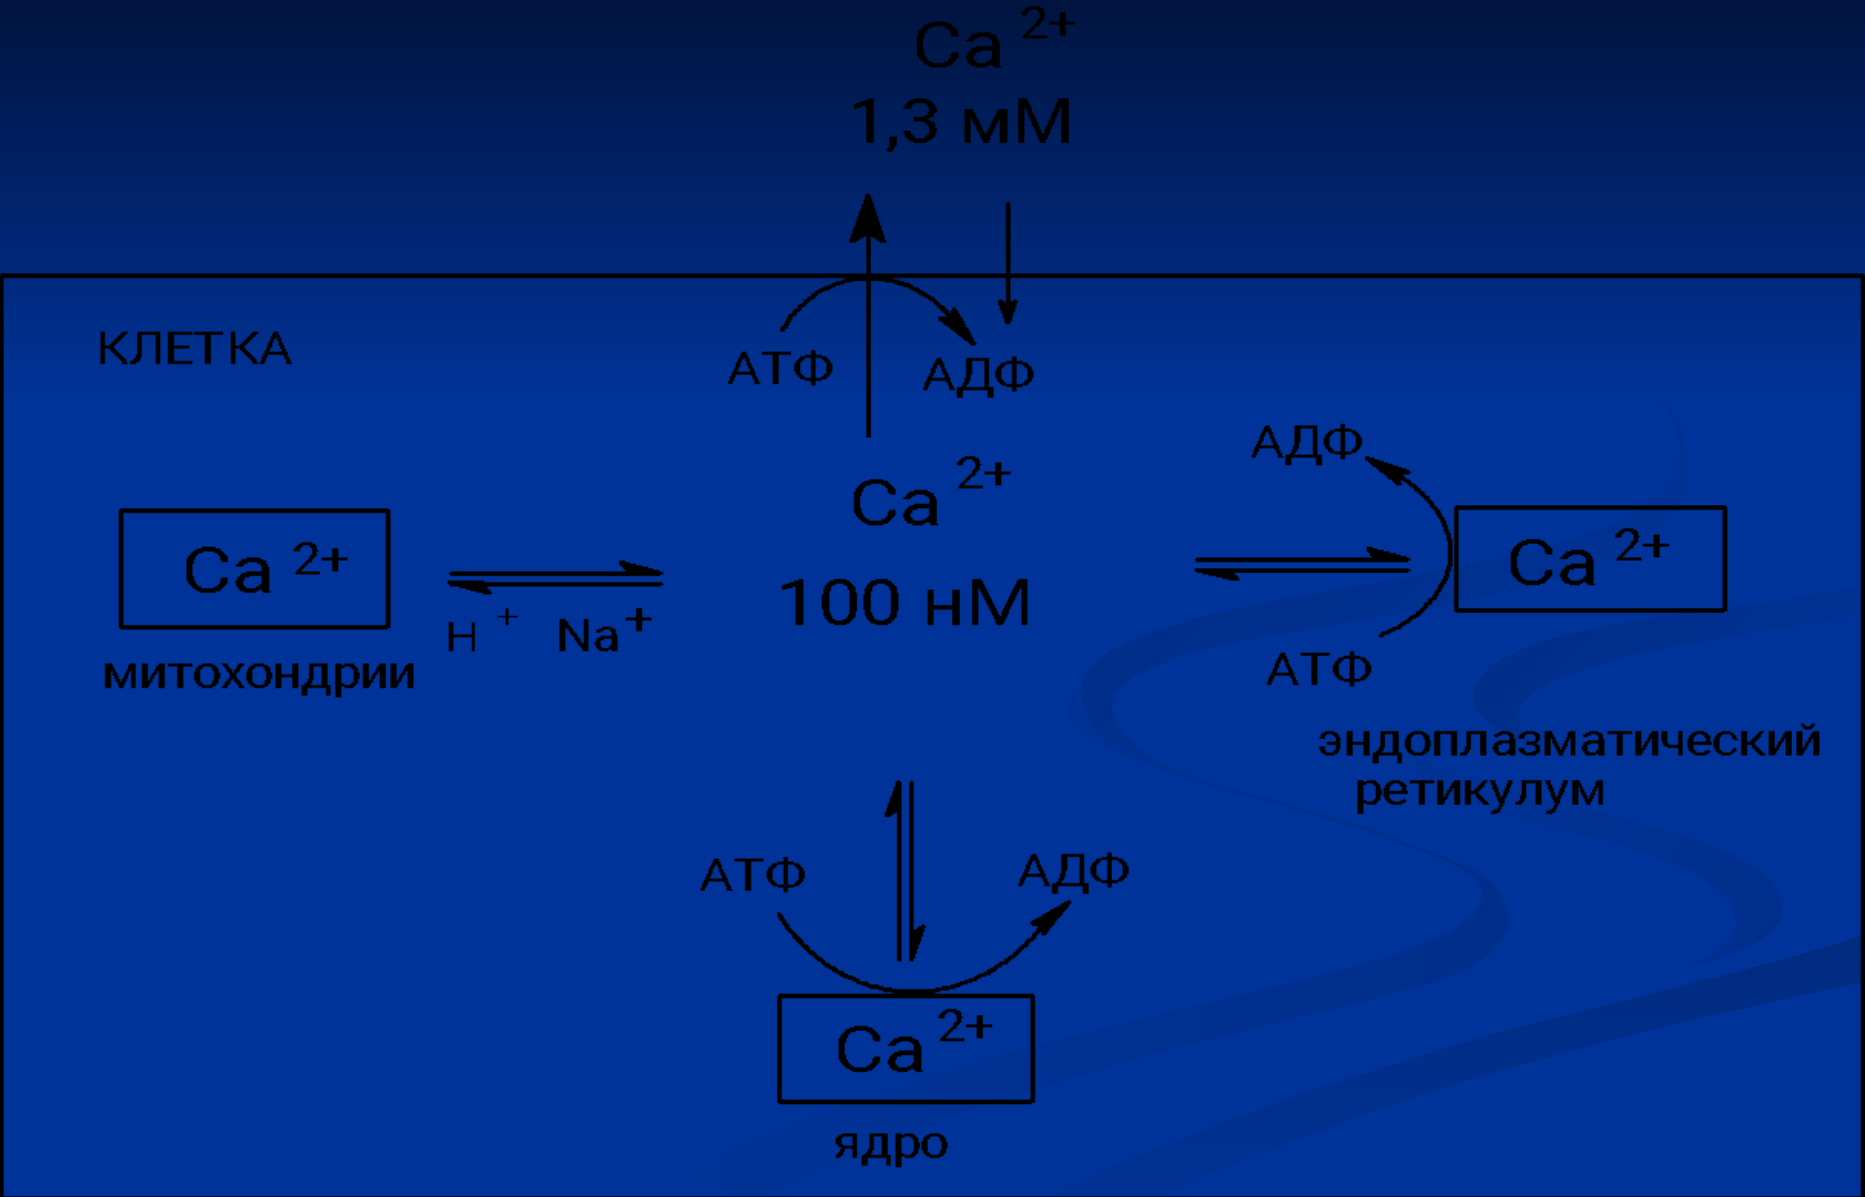 Ca 2+
1,3 мМ
КЛЕТКА
АТФ
АДФ
Ca 2+
100 нМ
АДФ
Ca 2+
H + Na+
митохондрии
Ca 2+
АТФ
эндоплазматический
ретикулум
АТФ
АДФ
Ca 2+
ядро